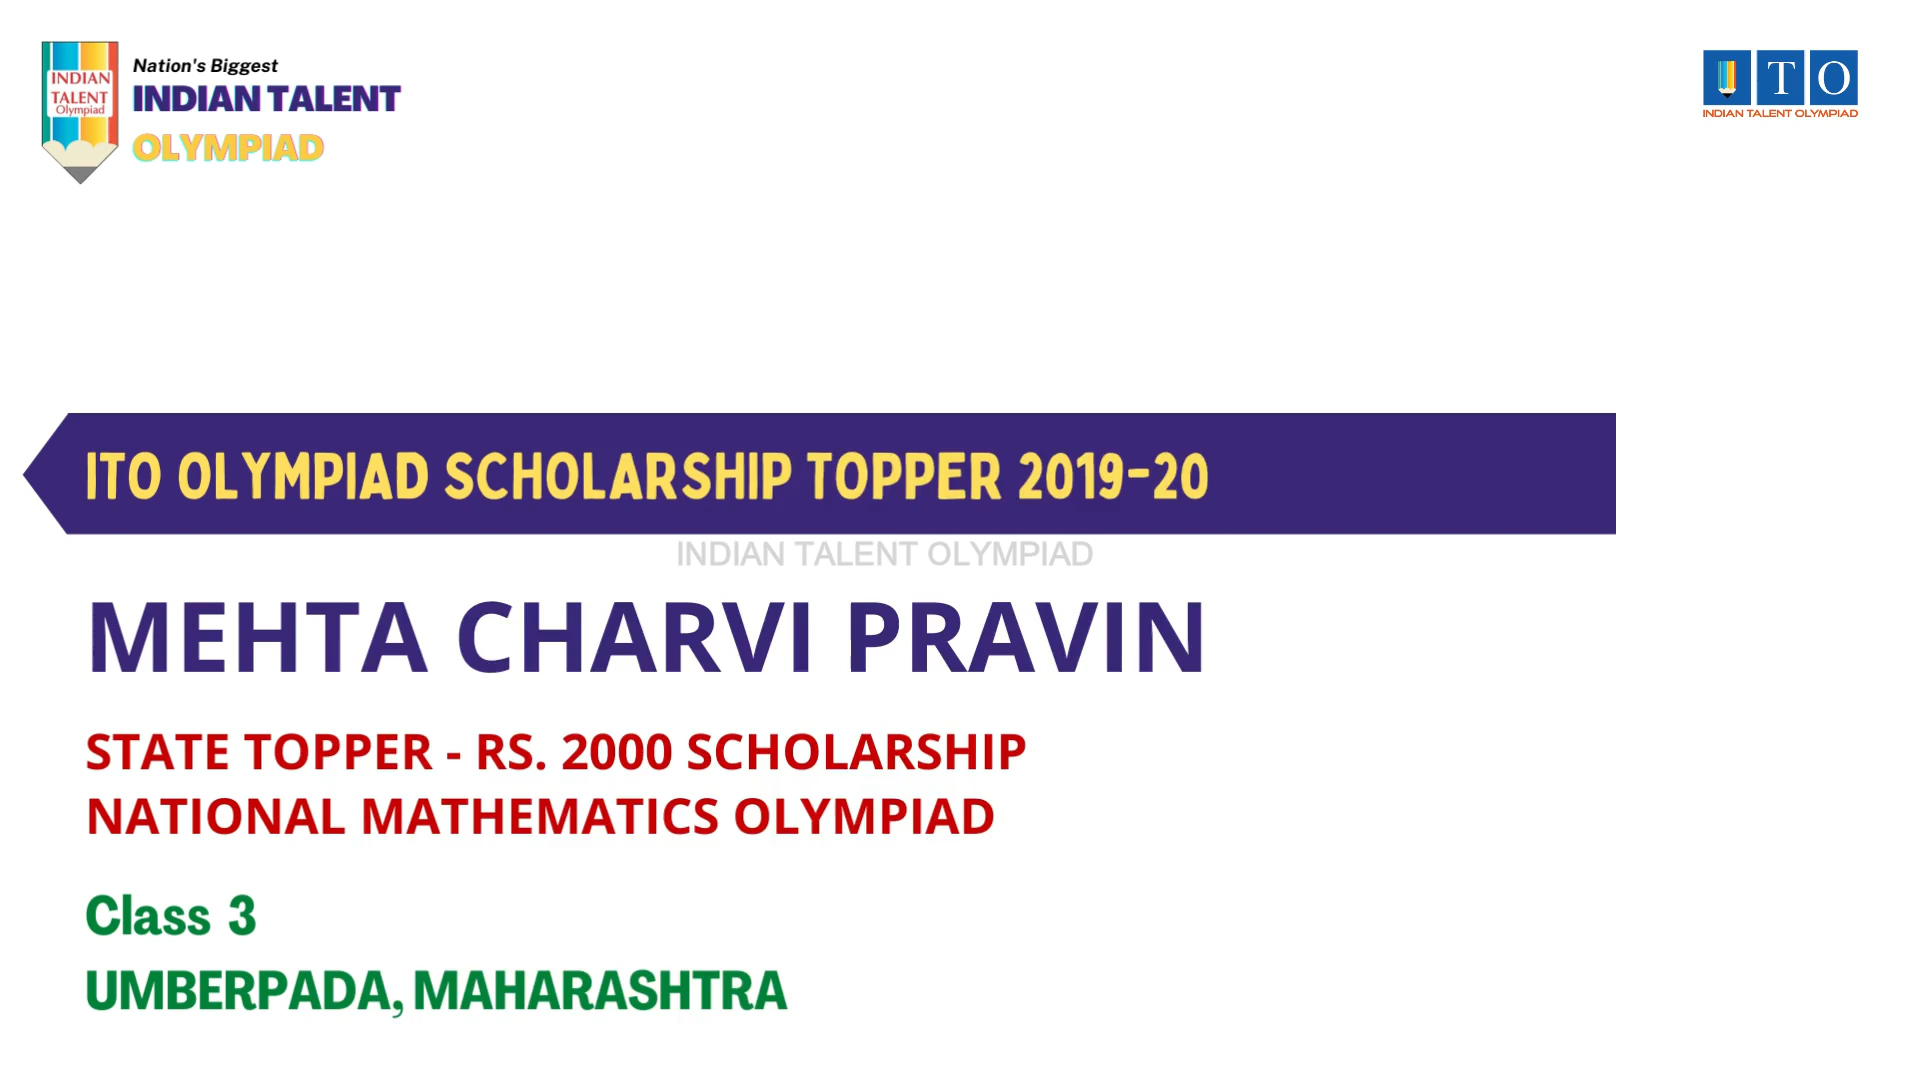 INDIAN
TALENT
Olympiad
Nation's Biggest
INDIAN TALENT
OLYMPIAD
TO
INDIAN TALENT OLYMPIAD
ITO OLYMPIAD SCHOLARSHIP TOPPER 2019-20
INDIAN TALENT OLYMPIAD
MEHTA CHARVI PRAVIN
STATE TOPPER - RS. 2000 SCHOLARSHIP
NATIONAL MATHEMATICS OLYMPIAD
Class 3
UMBERPADA, MAHARASHTRA